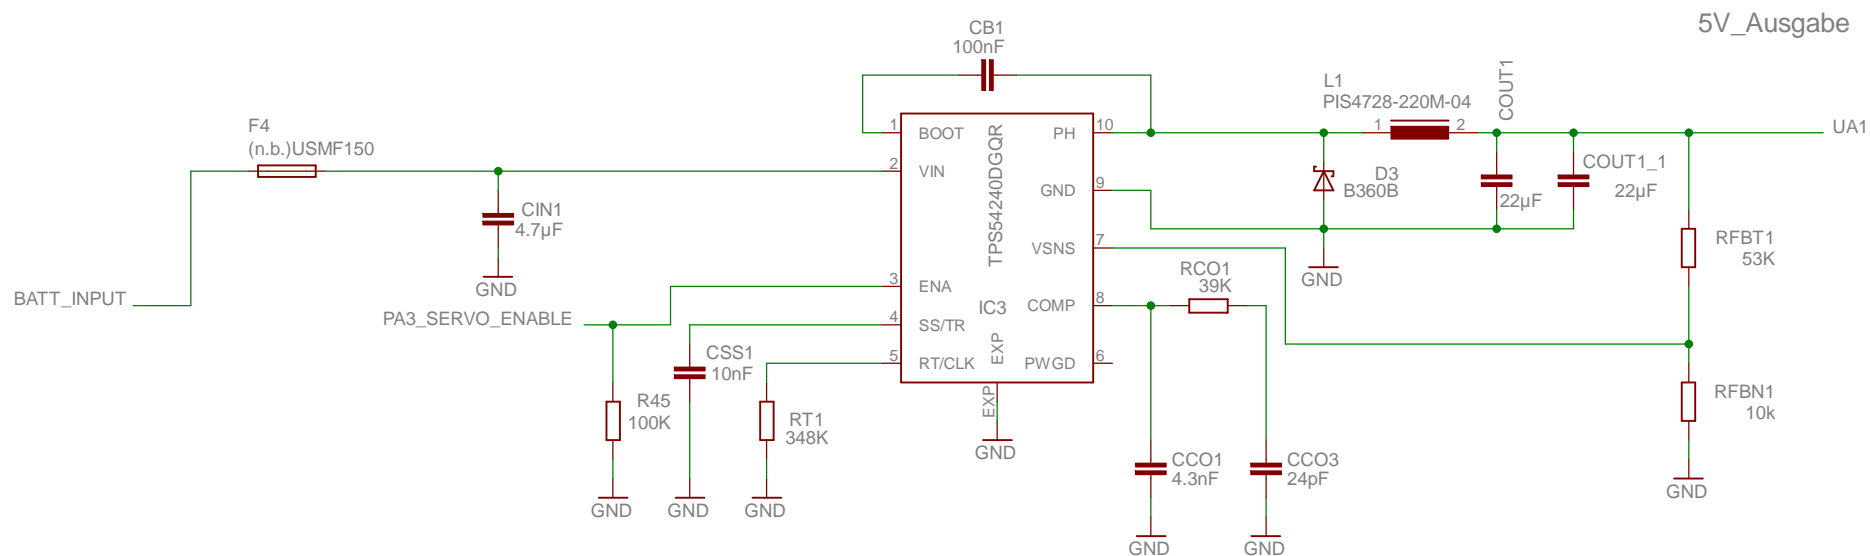 5V_Ausgabe
CB1
100nF
L1
PIS4728-220M-04
COUT1
F4
(n.b.)USMF150
1
BOOT
PH
10
1
2
UA1
2
VIN
TPS54240DGQR
GND
9
D3
B360B
22µF
COUT1_1
22µF
CIN1
4.7µF
GND
VSNS
7
GND
RFBT1
53K
BATT_INPUT
3
ENA
IC3
COMP
8
RCO1
39K
PA3_SERVO_ENABLE
4
SS/TR
CSS1
10nF
5
RT/CLK
EXP
PWGD
6
R45
100K
RT1
348K
EXP
GND
RFBN1
10k
CCO1
4.3nF
CCO3
24pF
GND
GND
GND
GND
GND
GND